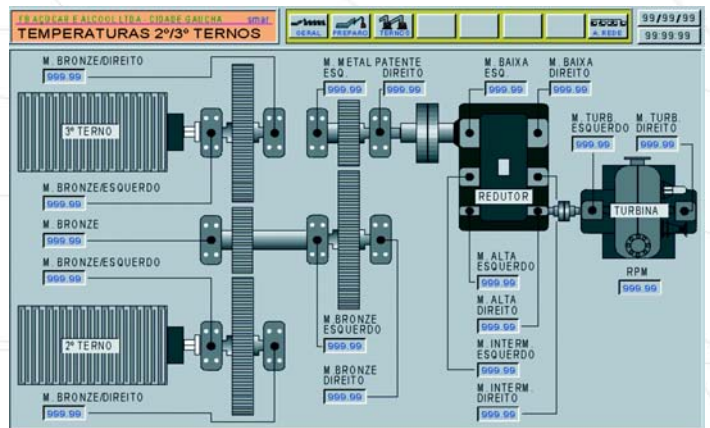 FB AÇÚCAR E ÁLCOOL LTDA - CIDADE GAÚCHA smar
TEMPERATURAS 2º/3º TERNOS
GERAL PREPARO TERNOS A. REDE
99/99/99
99:99:99
M. BRONZE/DIREITO
999.99
M. METAL PATENTE
ESQ. DIREITO
999.99 999.99
M. BAIXA M. BAIXA
ESQ. DIREITO
999.99 999.99
M. TURB. M. TURB.
ESQUERDO DIREITO
999.99 999.99
3º TERNO
M. BRONZE/ESQUERDO
999.99
REDUTOR
TURBINA
M. BRONZE
999.99
M. BRONZE/ESQUERDO
999.99
M. ALTA
ESQUERDO
999.99
RPM
999.99
M. ALTA
DIREITO
999.99
2º TERNO
M. BRONZE
ESQUERDO
999.99
M. INTERM.
ESQUERDO
999.99
M. BRONZE
DIREITO
999.99
M. INTERM.
DIREITO
999.99
M. BRONZE/DIREITO
999.99